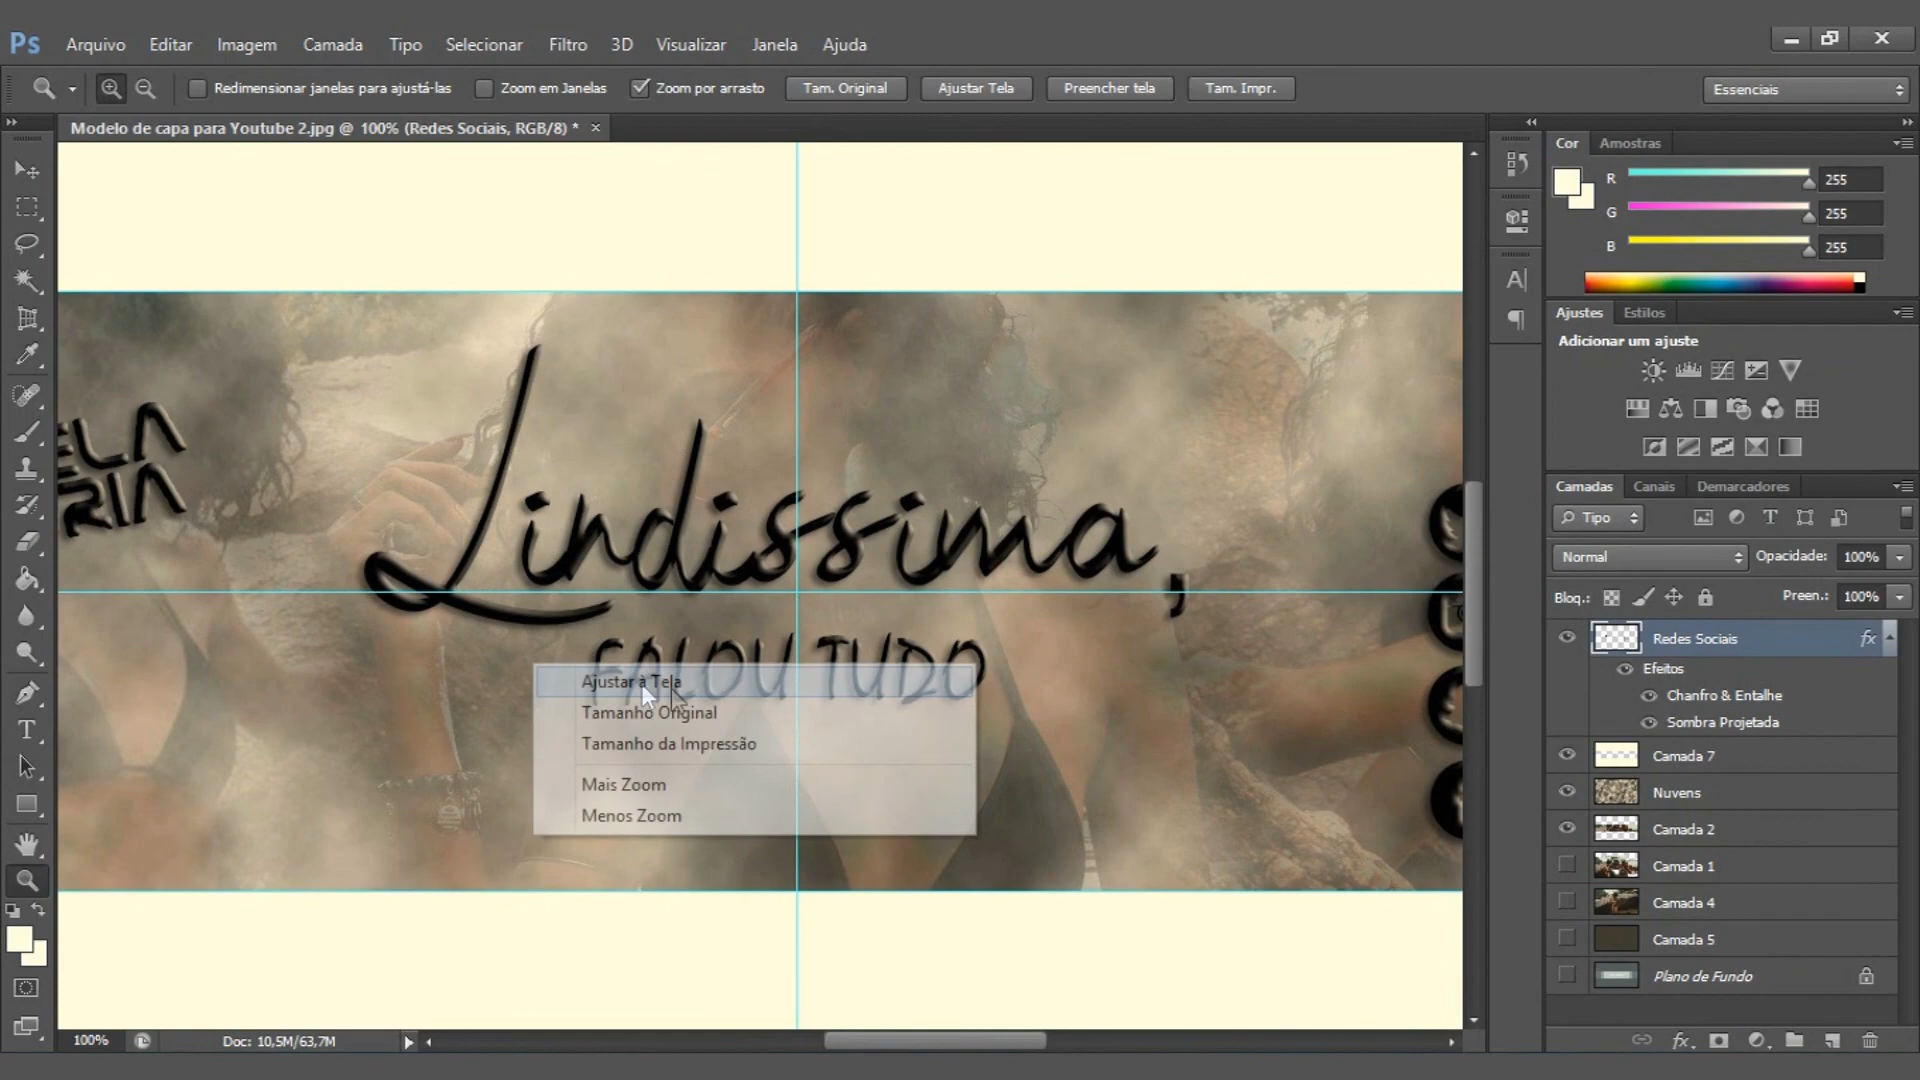 Ps Arquivo Editar Imagem Camada Tipo Selecionar Filtro 3D Visualizar Janela Ajuda
Redimensionar janelas para ajustá-las Zoom em Janelas Zoom por arrasto Tam. Original Ajustar Tela Preencher tela Tam. Impr. Essenciais
Modelo de capa para Youtube 2.jpg @ 100% (Redes Sociais, RGB/8) *
Cor Amostras
R 255
G 255
B 255
Ajustes Estilos
Adicionar um ajuste
ELA
ERIA
Lindissima,
FALOU TUDO
Ajustar à Tela
Tamanho Original
Tamanho da Impressão
Mais Zoom
Menos Zoom
Camadas Canais Demarcadores
Tipo
Normal Opacidade: 100%
Bloq.: Preen.: 100%
Redes Sociais fx
Efeitos
Chanfro & Entalhe
Sombra Projetada
Camada 7
Nuvens
Camada 2
Camada 1
Camada 4
Camada 5
Plano de Fundo
100% Doc: 10,5M/63,7M
fx